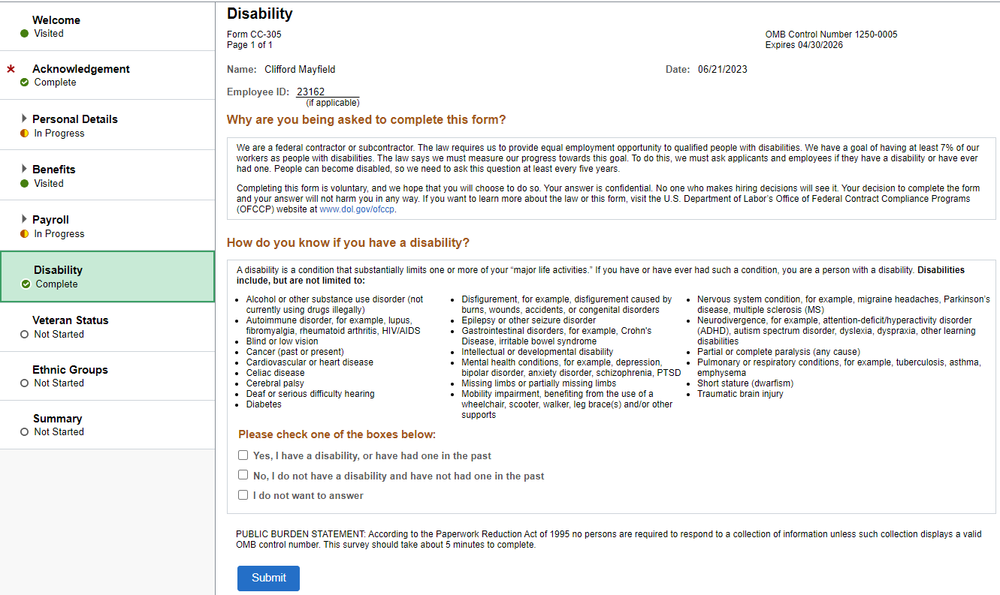 Welcome
Visited
* Acknowledgement
Complete
Personal Details
In Progress
Benefits
Visited
Payroll
In Progress
Disability
Complete
Veteran Status
Not Started
Ethnic Groups
Not Started
Summary
Not Started
Disability
Form CC-305
Page 1 of 1
OMB Control Number 1250-0005
Expires 04/30/2026
Name: Clifford Mayfield
Date: 06/21/2023
Employee ID: 23162
(if applicable)
Why are you being asked to complete this form?
We are a federal contractor or subcontractor. The law requires us to provide equal employment opportunity to qualified people with disabilities. We have a goal of having at least 7% of our
workers as people with disabilities. The law says we must measure our progress towards this goal. To do this, we must ask applicants and employees if they have a disability or have ever
had one. People can become disabled, so we need to ask this question at least every five years.
Completing this form is voluntary, and we hope that you will choose to do so. Your answer is confidential. No one who makes hiring decisions will see it. Your decision to complete the form
and your answer will not harm you in any way. If you want to learn more about the law or this form, visit the U.S. Department of Labor's Office of Federal Contract Compliance Programs
(OFCCP) website at www.dol.gov/ofccp.
How do you know if you have a disability?
A disability is a condition that substantially limits one or more of your “major life activities.” If you have or have ever had such a condition, you are a person with a disability. Disabilities
include, but are not limited to:
• Alcohol or other substance use disorder (not
currently using drugs illegally)
• Autoimmune disorder, for example, lupus,
fibromyalgia, rheumatoid arthritis, HIV/AIDS
• Blind or low vision
• Cancer (past or present)
• Cardiovascular or heart disease
• Celiac disease
• Cerebral palsy
• Deaf or serious difficulty hearing
• Diabetes
• Disfigurement, for example, disfigurement caused by
burns, wounds, accidents, or congenital disorders
• Epilepsy or other seizure disorder
• Gastrointestinal disorders, for example, Crohn's
Disease, irritable bowel syndrome
• Intellectual or developmental disability
• Mental health conditions, for example, depression,
bipolar disorder, anxiety disorder, schizophrenia, PTSD
• Missing limbs or partially missing limbs
• Mobility impairment, benefiting from the use of a
wheelchair, scooter, walker, leg brace(s) and/or other
supports
• Nervous system condition, for example, migraine headaches, Parkinson's
disease, multiple sclerosis (MS)
• Neurodivergence, for example, attention-deficit/hyperactivity disorder
(ADHD), autism spectrum disorder, dyslexia, dyspraxia, other learning
disabilities
• Partial or complete paralysis (any cause)
• Pulmonary or respiratory conditions, for example, tuberculosis, asthma,
emphysema
• Short stature (dwarfism)
• Traumatic brain injury
Please check one of the boxes below:
Yes, I have a disability, or have had one in the past
No, I do not have a disability and have not had one in the past
I do not want to answer
PUBLIC BURDEN STATEMENT: According to the Paperwork Reduction Act of 1995 no persons are required to respond to a collection of information unless such collection displays a valid
OMB control number. This survey should take about 5 minutes to complete.
Submit